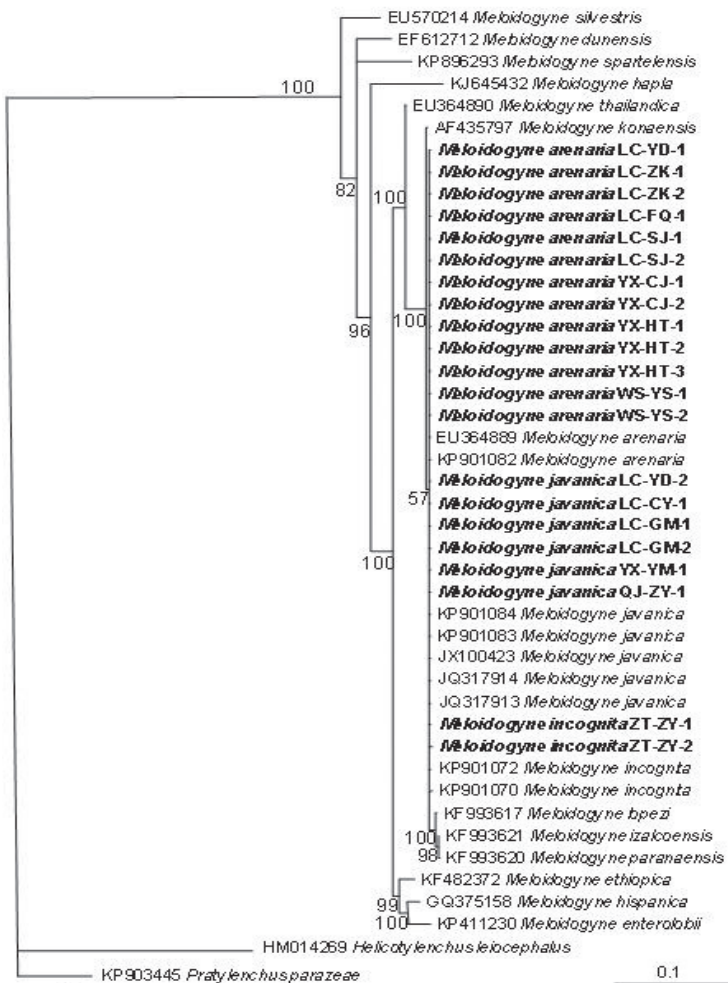 EU570214 Meloidogyne silvestris
EF612712 Meloidogyne dunensis
KP896293 Meloidogyne spartelensis
100
KJ645432 Meloidogyne hapla
EU364890 Meloidogyne thailandica
AF435797 Meloidogyne konaensis
Meloidogyne arenaria LC-YD-1
Meloidogyne arenaria LC-ZK-1
82
100
Meloidogyne arenaria LC-ZK-2
Meloidogyne arenaria LC-FQ-1
Meloidogyne arenaria LC-SJ-1
Meloidogyne arenaria LC-SJ-2
Meloidogyne arenaria YX-CJ-1
Meloidogyne arenaria YX-CJ-2
96
100
Meloidogyne arenaria YX-HT-1
Meloidogyne arenaria YX-HT-2
Meloidogyne arenaria YX-HT-3
Meloidogyne arenaria WS-YS-1
Meloidogyne arenaria WS-YS-2
EU364889 Meloidogyne arenaria
KP901082 Meloidogyne arenaria
Meloidogyne javanica LC-YD-2
57
Meloidogyne javanica LC-CY-1
Meloidogyne javanica LC-GM-1
Meloidogyne javanica LC-GM-2
100
Meloidogyne javanica YX-YM-1
Meloidogyne javanica QJ-ZY-1
KP901084 Meloidogyne javanica
KP901083 Meloidogyne javanica
JX100423 Meloidogyne javanica
JQ317914 Meloidogyne javanica
JQ317913 Meloidogyne javanica
Meloidogyne incognita ZT-ZY-1
Meloidogyne incognita ZT-ZY-2
KP901072 Meloidogyne incognita
KP901070 Meloidogyne incognita
KF993617 Meloidogyne lopezi
100
KF993621 Meloidogyne izalcoensis
98
KF993620 Meloidogyne paranaensis
KF482372 Meloidogyne ethiopica
99
GQ375158 Meloidogyne hispanica
100
KP411230 Meloidogyne enterolobii
HM014269 Helicotylenchus leiocephalus
KP903445 Pratylenchus parazeae
0.1